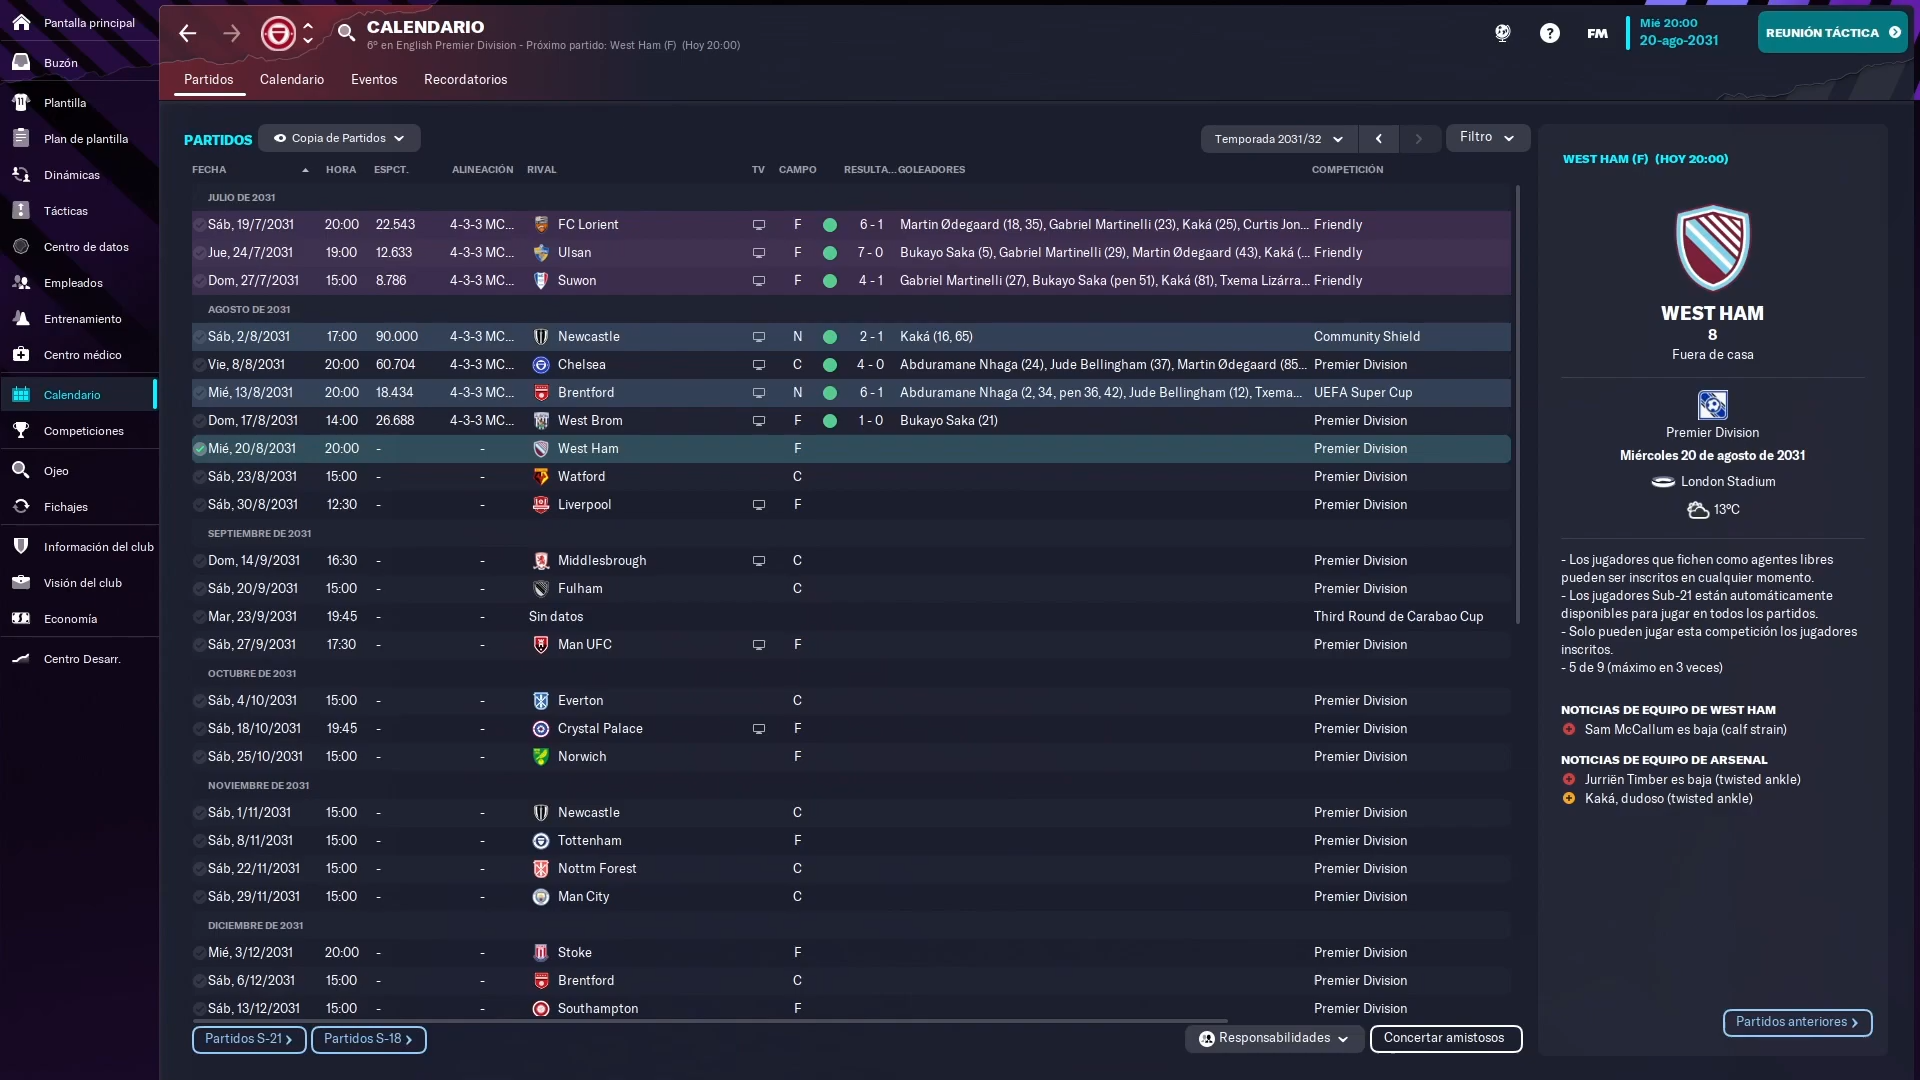 Pantalla principal
Buzón
Plantilla
Plan de plantilla
Dinámicas
Tácticas
Centro de datos
Empleados
Entrenamiento
Centro médico
Calendario
Competiciones
Ojeo
Fichajes
Información del club
Visión del club
Economía
Centro Desarr.
CALENDARIO
6º en English Premier Division - Próximo partido: West Ham (F) (Hoy 20:00)
FM
Mié 20:00
20-ago-2031
REUNIÓN TÁCTICA
Partidos Calendario Eventos Recordatorios
PARTIDOS Copia de Partidos Temporada 2031/32 Filtro
FECHA HORA ESPCT. ALINEACIÓN RIVAL TV CAMPO RESULTA... GOLEADORES COMPETICIÓN
JULIO DE 2031
Sáb, 19/7/2031 20:00 22.543 4-3-3 MC... FC Lorient F 6 - 1 Martin Ødegaard (18, 35), Gabriel Martinelli (23), Kaká (25), Curtis Jon... Friendly
Jue, 24/7/2031 19:00 12.633 4-3-3 MC... Ulsan F 7 - 0 Bukayo Saka (5), Gabriel Martinelli (29), Martin Ødegaard (43), Kaká (... Friendly
Dom, 27/7/2031 15:00 8.786 4-3-3 MC... Suwon F 4 - 1 Gabriel Martinelli (27), Bukayo Saka (pen 51), Kaká (81), Txema Lizárra... Friendly
AGOSTO DE 2031
Sáb, 2/8/2031 17:00 90.000 4-3-3 MC... Newcastle N 2 - 1 Kaká (16, 65) Community Shield
Vie, 8/8/2031 20:00 60.704 4-3-3 MC... Chelsea C 4 - 0 Abduramane Nhaga (24), Jude Bellingham (37), Martin Ødegaard (85... Premier Division
Mié, 13/8/2031 20:00 18.434 4-3-3 MC... Brentford N 6 - 1 Abduramane Nhaga (2, 34, pen 36, 42), Jude Bellingham (12), Txema... UEFA Super Cup
Dom, 17/8/2031 14:00 26.688 4-3-3 MC... West Brom F 1 - 0 Bukayo Saka (21) Premier Division
Mié, 20/8/2031 20:00 - - West Ham F Premier Division
Sáb, 23/8/2031 15:00 - - Watford C Premier Division
Sáb, 30/8/2031 12:30 - - Liverpool F Premier Division
SEPTIEMBRE DE 2031
Dom, 14/9/2031 16:30 - - Middlesbrough C Premier Division
Sáb, 20/9/2031 15:00 - - Fulham C Premier Division
Mar, 23/9/2031 19:45 - - Sin datos Third Round de Carabao Cup
Sáb, 27/9/2031 17:30 - - Man UFC F Premier Division
OCTUBRE DE 2031
Sáb, 4/10/2031 15:00 - - Everton C Premier Division
Sáb, 18/10/2031 19:45 - - Crystal Palace F Premier Division
Sáb, 25/10/2031 15:00 - - Norwich F Premier Division
NOVIEMBRE DE 2031
Sáb, 1/11/2031 15:00 - - Newcastle C Premier Division
Sáb, 8/11/2031 15:00 - - Tottenham F Premier Division
Sáb, 22/11/2031 15:00 - - Nottm Forest C Premier Division
Sáb, 29/11/2031 15:00 - - Man City C Premier Division
DICIEMBRE DE 2031
Mié, 3/12/2031 20:00 - - Stoke F Premier Division
Sáb, 6/12/2031 15:00 - - Brentford C Premier Division
Sáb, 13/12/2031 15:00 - - Southampton F Premier Division
Partidos S-21 Partidos S-18 Responsabilidades Concertar amistosos
WEST HAM (F) (HOY 20:00)
WEST HAM
8
Fuera de casa
Premier Division
Miércoles 20 de agosto de 2031
London Stadium
13ºC
- Los jugadores que fichen como agentes libres
pueden ser inscritos en cualquier momento.
- Los jugadores Sub-21 están automáticamente
disponibles para jugar en todos los partidos.
- Solo pueden jugar esta competición los jugadores
inscritos.
- 5 de 9 (máximo en 3 veces)
NOTICIAS DE EQUIPO DE WEST HAM
Sam McCallum es baja (calf strain)
NOTICIAS DE EQUIPO DE ARSENAL
Jurriën Timber es baja (twisted ankle)
Kaká, dudoso (twisted ankle)
Partidos anteriores